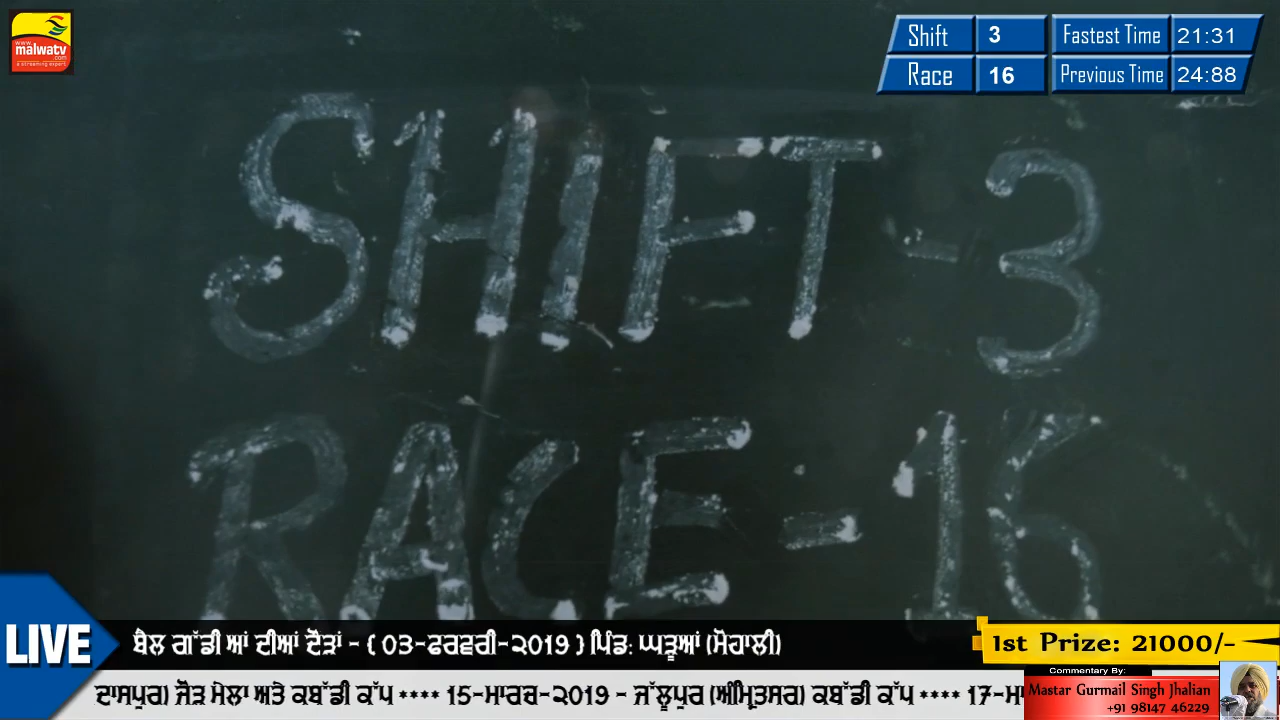 www.
malwatv
.com
a streaming expert
Shift 3 Fastest Time 21:31
Race 16 Previous Time 24:88
SHIFT-3
RACE-16
LIVE
ਬੈਲ ਗੱਡੀਆਂ ਦੀਆਂ ਦੌੜਾਂ - ( 03-ਫਰਵਰੀ-੨019 ) ਪਿੰਡ: ਘੜੂਆਂ (ਮੋਹਾਲੀ)
1st Prize: 21000/-
ਦਾਸਪੁਰ) ਜੋੜ ਮੇਲਾ ਅਤੇ ਕਬੱਡੀ ਕੱਪ **** 15-ਮਾਰਚ-੨019 - ਜੱਲੂਪੁਰ (ਅੰਮ੍ਰਿਤਸਰ) ਕਬੱਡੀ ਕੱਪ **** 17-ਮਾ
Commentary By:
Mastar Gurmail Singh Jhalian
+91 98147 46229